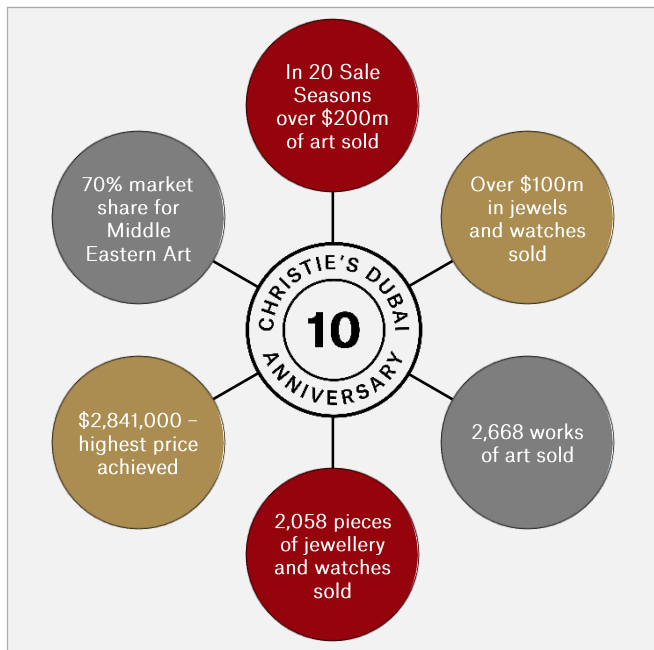 In 20 Sale
Seasons
over $200m
of art sold
70% market
share for
Middle
Eastern Art
Over $100m
in jewels
and watches
sold
CHRISTIE'S DUBAI
10
ANNIVERSARY
$2,841,000 –
highest price
achieved
2,668 works
of art sold
2,058 pieces
of jewellery
and watches
sold